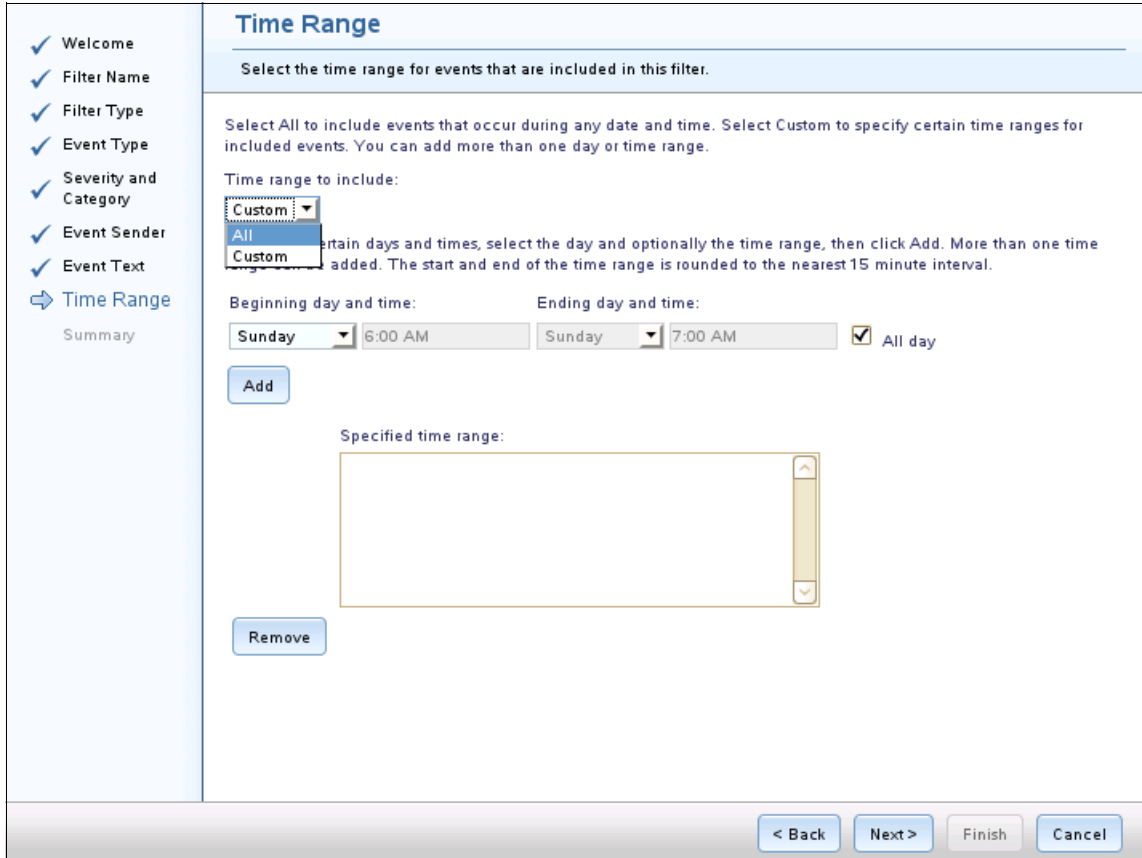 Welcome
Filter Name
Filter Type
Event Type
Severity and
Category
Event Sender
Event Text
Time Range
Summary
Time Range
Select the time range for events that are included in this filter.
Select All to include events that occur during any date and time. Select Custom to specify certain time ranges for
included events. You can add more than one day or time range.
Time range to include:
Custom
All
Custom
ertain days and times, select the day and optionally the time range, then click Add. More than one time
added. The start and end of the time range is rounded to the nearest 15 minute interval.
Beginning day and time:
Ending day and time:
Sunday 6:00 AM Sunday 7:00 AM All day
Add
Specified time range:
Remove
< Back Next > Finish Cancel